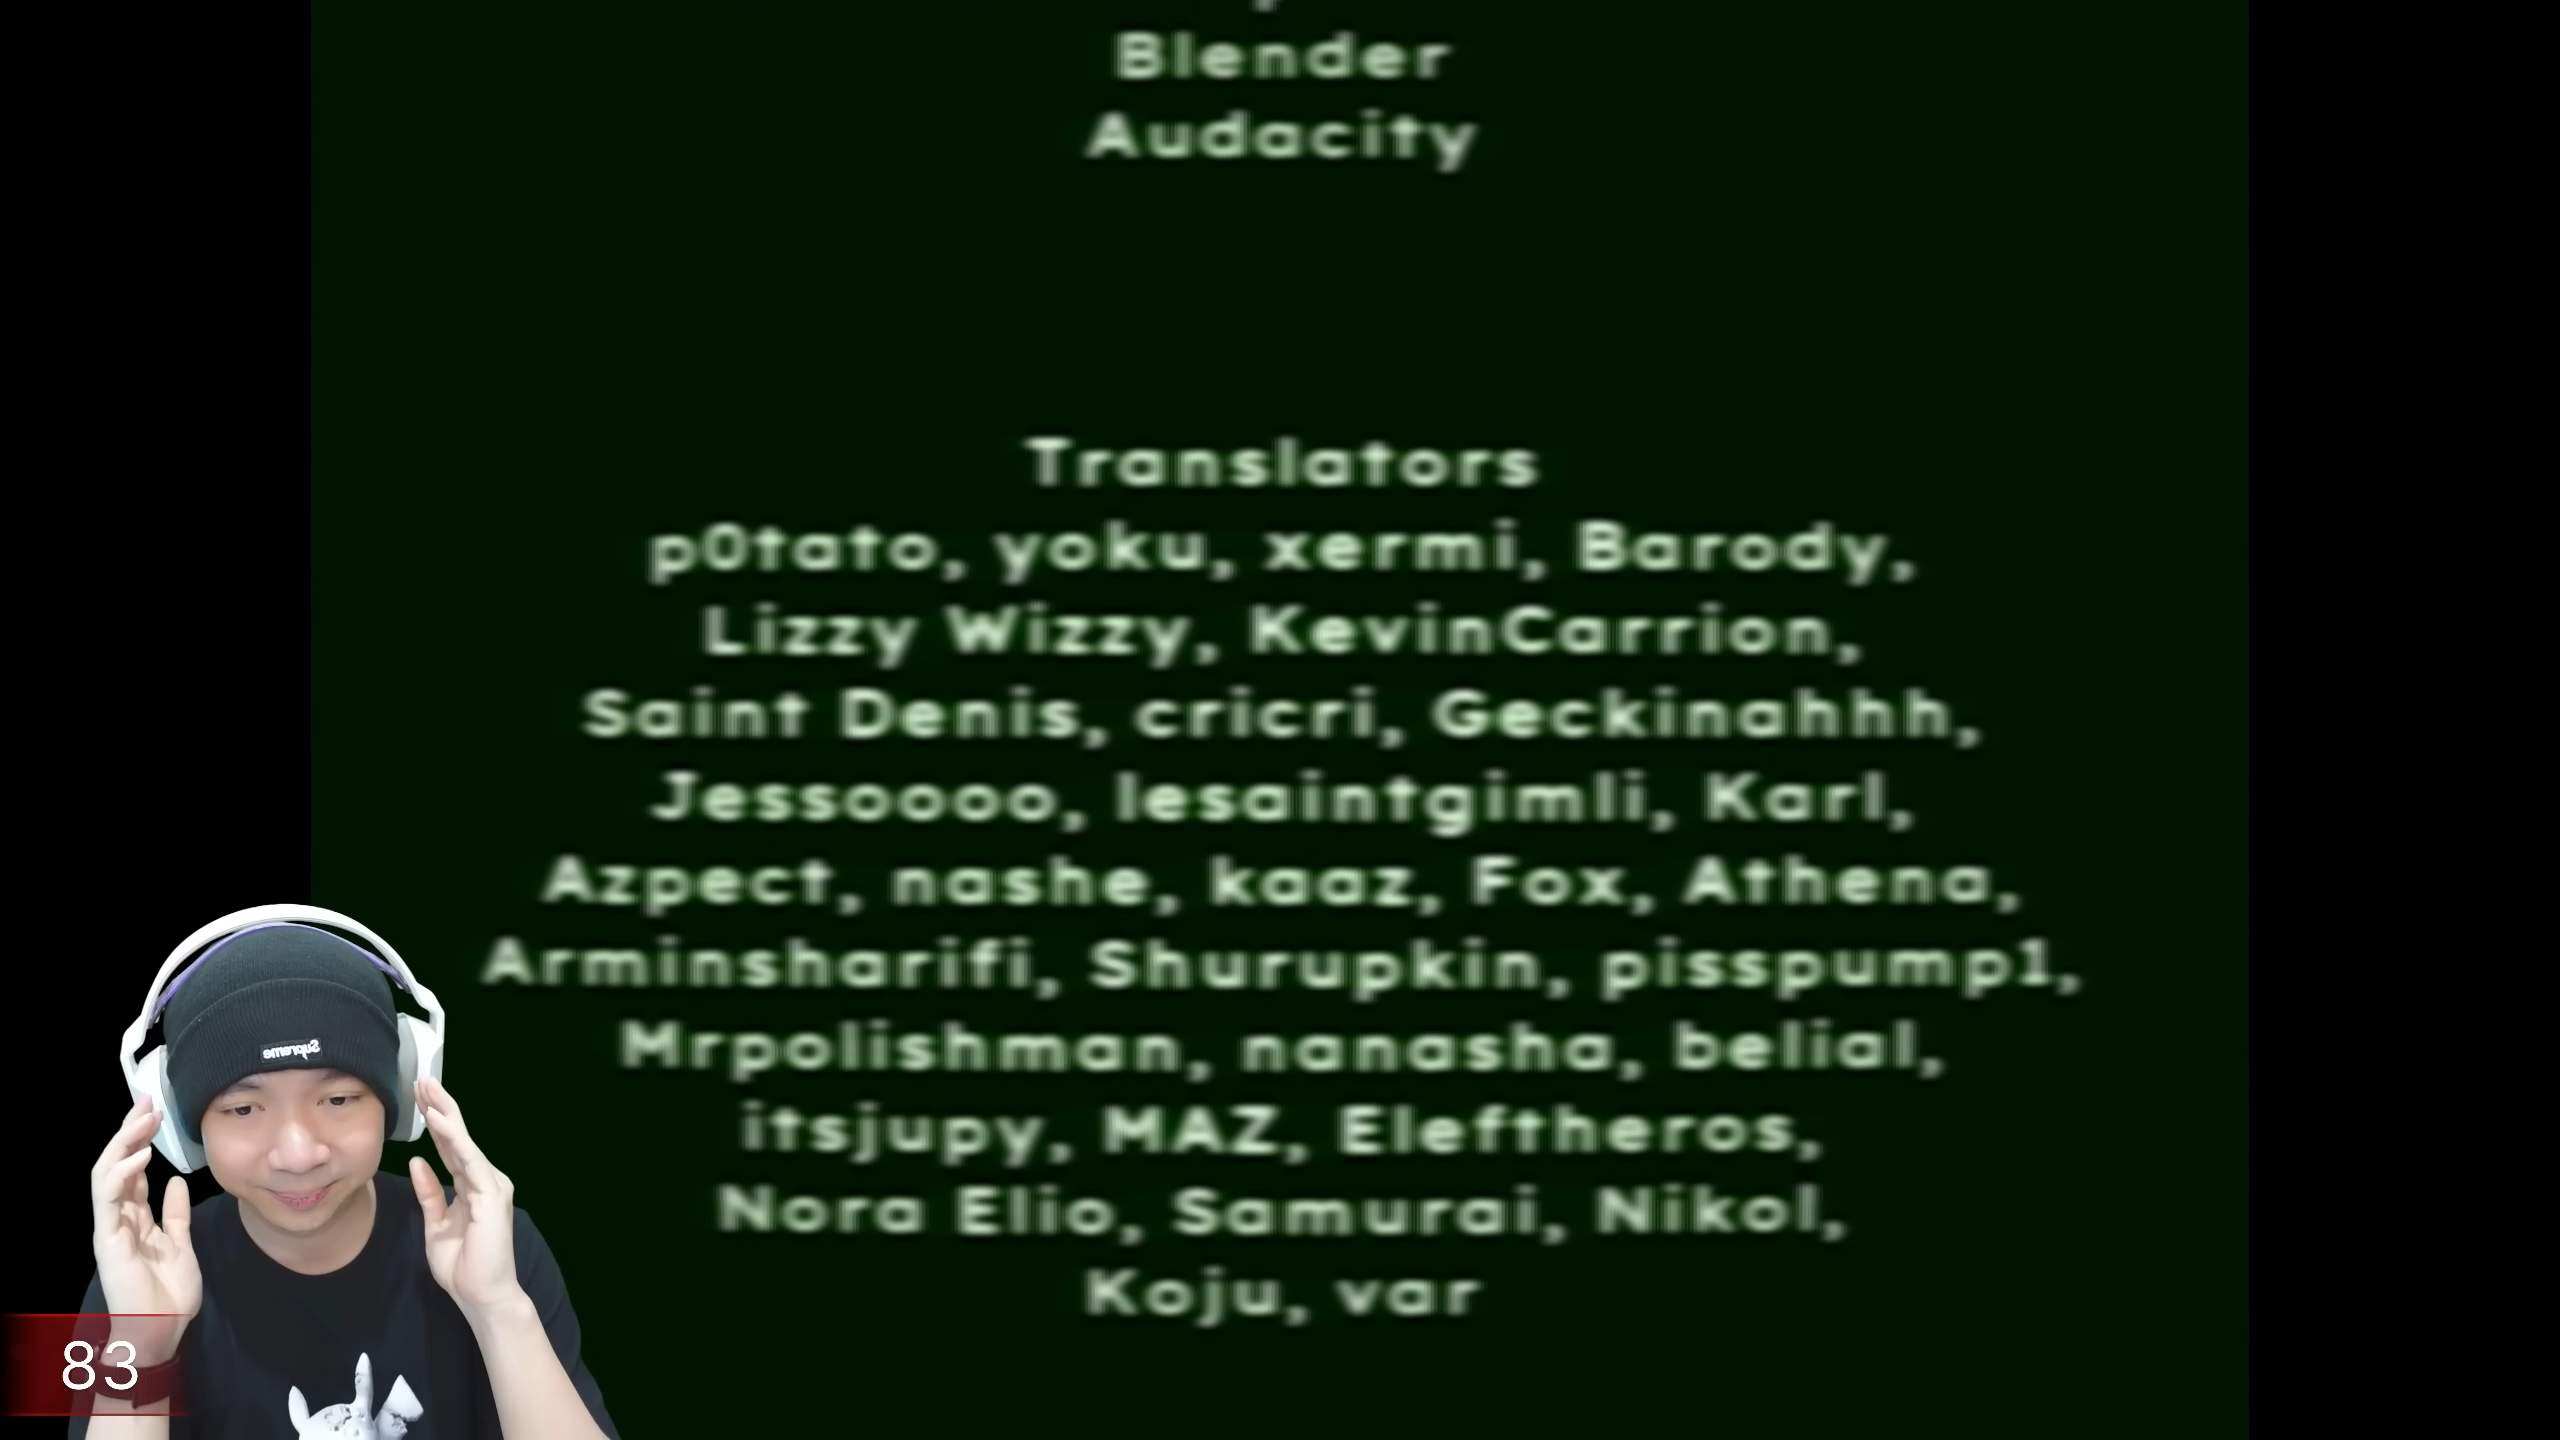 Blender
Audacity
Translators
p0tato, yoku, xermi, Barody,
Lizzy Wizzy, KevinCarrion,
Saint Denis, cricri, Geckinahhh,
Jessoooo, lesaintgimli, Karl,
Azpect, nashe, kaaz, Fox, Athena,
Arminsharifi, Shurupkin, pisspump1,
Mrpolishman, nanasha, belial,
itsjupy, MAZ, Eleftheros,
Nora Elio, Samurai, Nikol,
Koju, var
Supreme
83